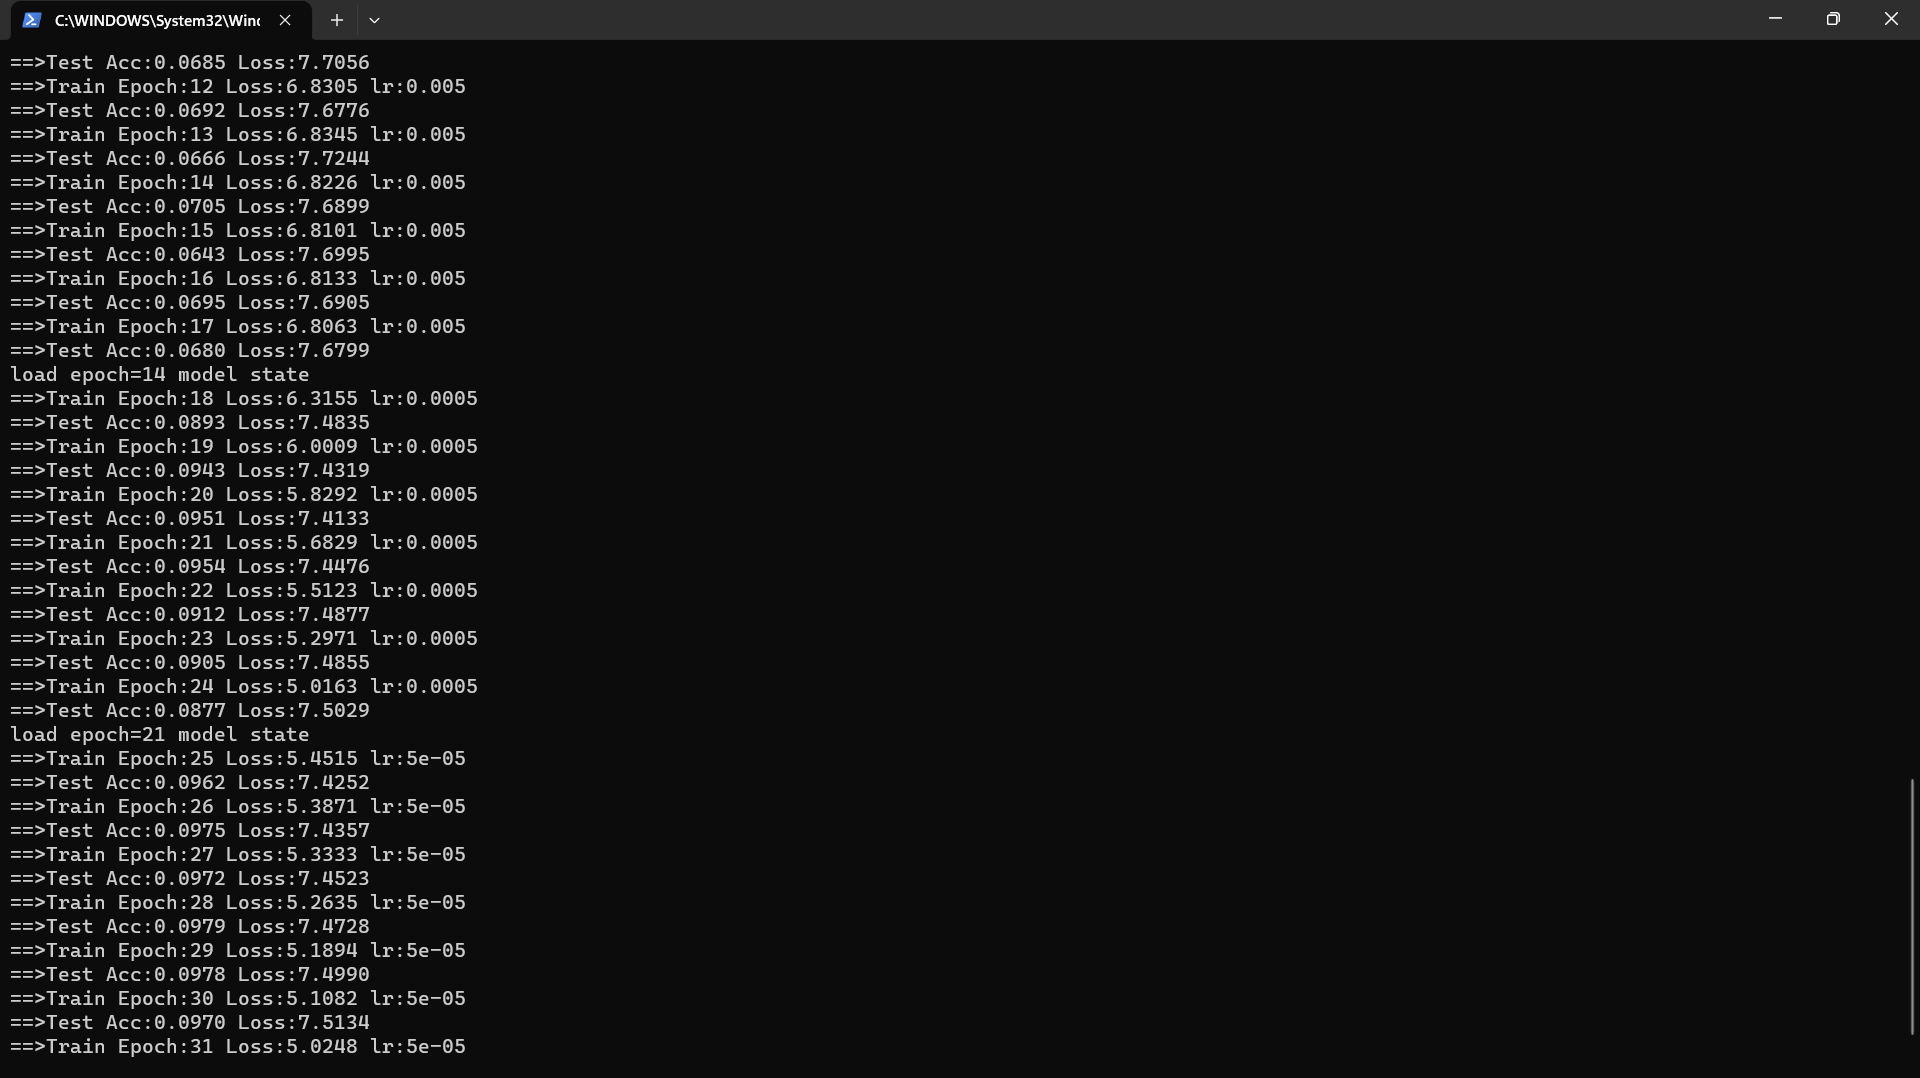 C:\WINDOWS\System32\Wind
==>Test Acc:0.0685 Loss:7.7056
==>Train Epoch:12 Loss:6.8305 lr:0.005
==>Test Acc:0.0692 Loss:7.6776
==>Train Epoch:13 Loss:6.8345 lr:0.005
==>Test Acc:0.0666 Loss:7.7244
==>Train Epoch:14 Loss:6.8226 lr:0.005
==>Test Acc:0.0705 Loss:7.6899
==>Train Epoch:15 Loss:6.8101 lr:0.005
==>Test Acc:0.0643 Loss:7.6995
==>Train Epoch:16 Loss:6.8133 lr:0.005
==>Test Acc:0.0695 Loss:7.6905
==>Train Epoch:17 Loss:6.8063 lr:0.005
==>Test Acc:0.0680 Loss:7.6799
load epoch=14 model state
==>Train Epoch:18 Loss:6.3155 lr:0.0005
==>Test Acc:0.0893 Loss:7.4835
==>Train Epoch:19 Loss:6.0009 lr:0.0005
==>Test Acc:0.0943 Loss:7.4319
==>Train Epoch:20 Loss:5.8292 lr:0.0005
==>Test Acc:0.0951 Loss:7.4133
==>Train Epoch:21 Loss:5.6829 lr:0.0005
==>Test Acc:0.0954 Loss:7.4476
==>Train Epoch:22 Loss:5.5123 lr:0.0005
==>Test Acc:0.0912 Loss:7.4877
==>Train Epoch:23 Loss:5.2971 lr:0.0005
==>Test Acc:0.0905 Loss:7.4855
==>Train Epoch:24 Loss:5.0163 lr:0.0005
==>Test Acc:0.0877 Loss:7.5029
load epoch=21 model state
==>Train Epoch:25 Loss:5.4515 lr:5e-05
==>Test Acc:0.0962 Loss:7.4252
==>Train Epoch:26 Loss:5.3871 lr:5e-05
==>Test Acc:0.0975 Loss:7.4357
==>Train Epoch:27 Loss:5.3333 lr:5e-05
==>Test Acc:0.0972 Loss:7.4523
==>Train Epoch:28 Loss:5.2635 lr:5e-05
==>Test Acc:0.0979 Loss:7.4728
==>Train Epoch:29 Loss:5.1894 lr:5e-05
==>Test Acc:0.0978 Loss:7.4990
==>Train Epoch:30 Loss:5.1082 lr:5e-05
==>Test Acc:0.0970 Loss:7.5134
==>Train Epoch:31 Loss:5.0248 lr:5e-05